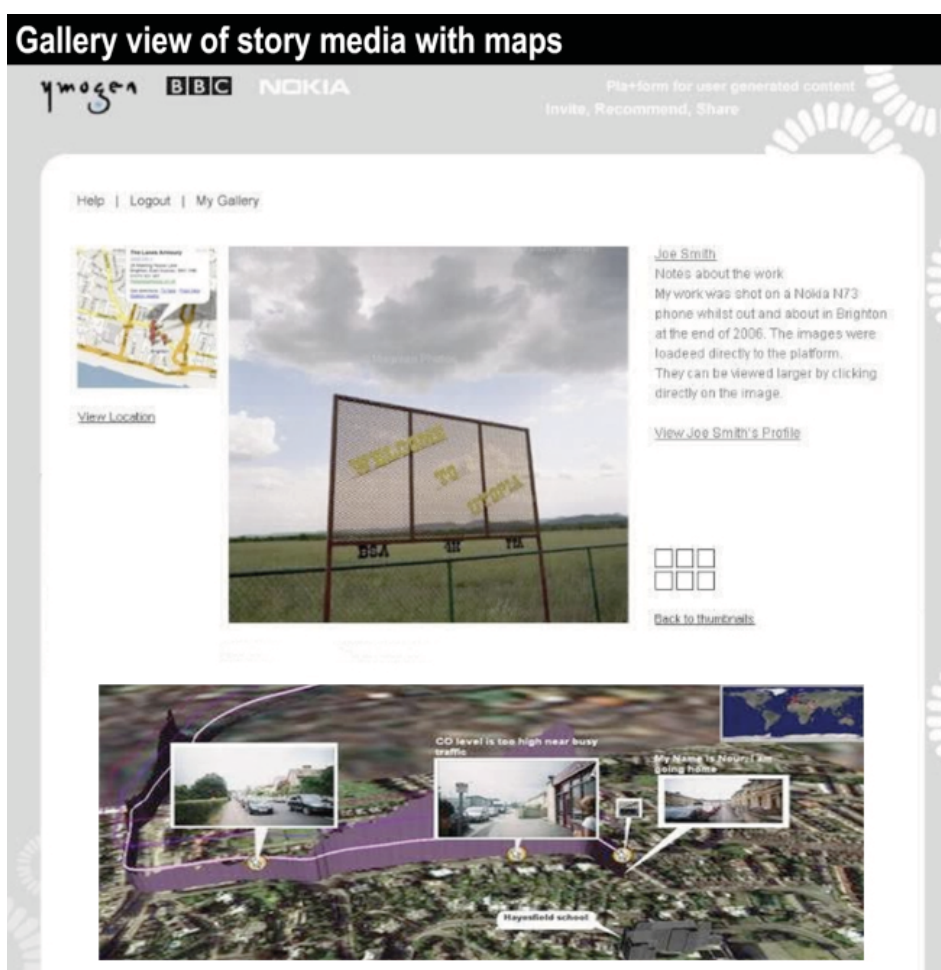 Gallery view of story media with maps
ymogen BBC NOKIA
Platform for user generated content
Invite, Recommend, Share
Help | Logout | My Gallery
The Lanes Armoury
View Location
WELCOME
TO
UTOPIA
BSA 4H
Joe Smith
Notes about the work
My work was shot on a Nokia N73
phone whilst out and about in Brighton
at the end of 2006. The images were
loadeed directly to the platform.
They can be viewed larger by clicking
directly on the image.
View Joe Smith's Profile
Back to thumbnails
CO level is too high near busy
traffic
My Name is Nour, I am
going home
Hayesfield school